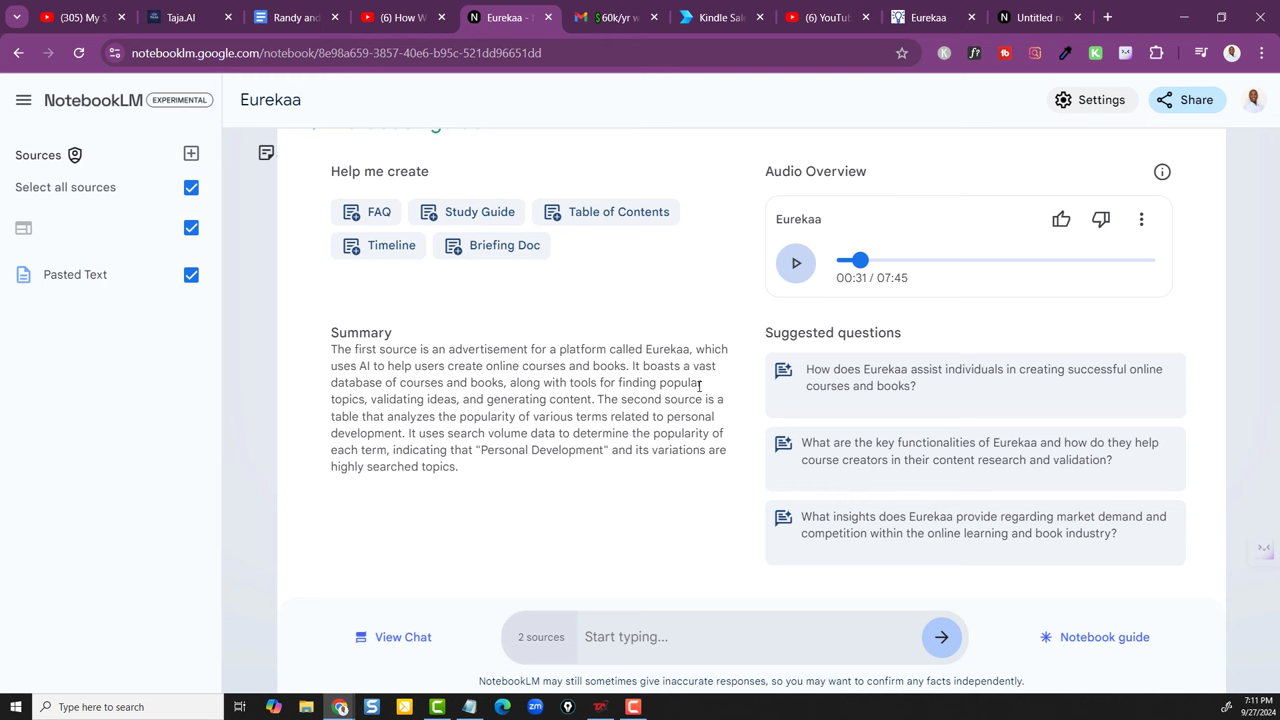 (305) My S
Taja.AI
Randy and
(6) How W
Eurekaa -
$60k/yr w
Kindle Sal
(6) YouTub
Eurekaa
Untitled no
notebooklm.google.com/notebook/8e98a659-3857-40e6-b95c-521dd96651dd
NotebookLM EXPERIMENTAL
Eurekaa
Settings
Share
Sources
Select all sources
Pasted Text
Help me create
FAQ
Study Guide
Table of Contents
Timeline
Briefing Doc
Audio Overview
Eurekaa
00:31 / 07:45
Summary
The first source is an advertisement for a platform called Eurekaa, which
uses AI to help users create online courses and books. It boasts a vast
database of courses and books, along with tools for finding popular
topics, validating ideas, and generating content. The second source is a
table that analyzes the popularity of various terms related to personal
development. It uses search volume data to determine the popularity of
each term, indicating that "Personal Development" and its variations are
highly searched topics.
Suggested questions
How does Eurekaa assist individuals in creating successful online
courses and books?
What are the key functionalities of Eurekaa and how do they help
course creators in their content research and validation?
What insights does Eurekaa provide regarding market demand and
competition within the online learning and book industry?
View Chat
2 sources
Start typing...
Notebook guide
NotebookLM may still sometimes give inaccurate responses, so you may want to confirm any facts independently.
Type here to search
7:11 PM
9/27/2024